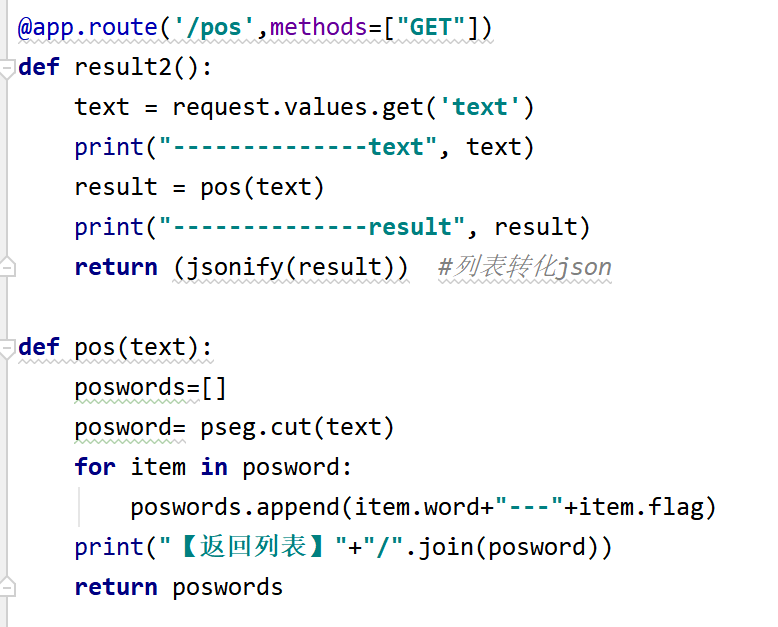 @app.route('/pos',methods=["GET"])
def result2():
    text = request.values.get('text')
    print("--------------text", text)
    result = pos(text)
    print("--------------result", result)
    return (jsonify(result))  #列表转化json
def pos(text):
    poswords=[]
    posword= pseg.cut(text)
    for item in posword:
        poswords.append(item.word+"---"+item.flag)
    print("【返回列表】"+"/".join(posword))
    return poswords